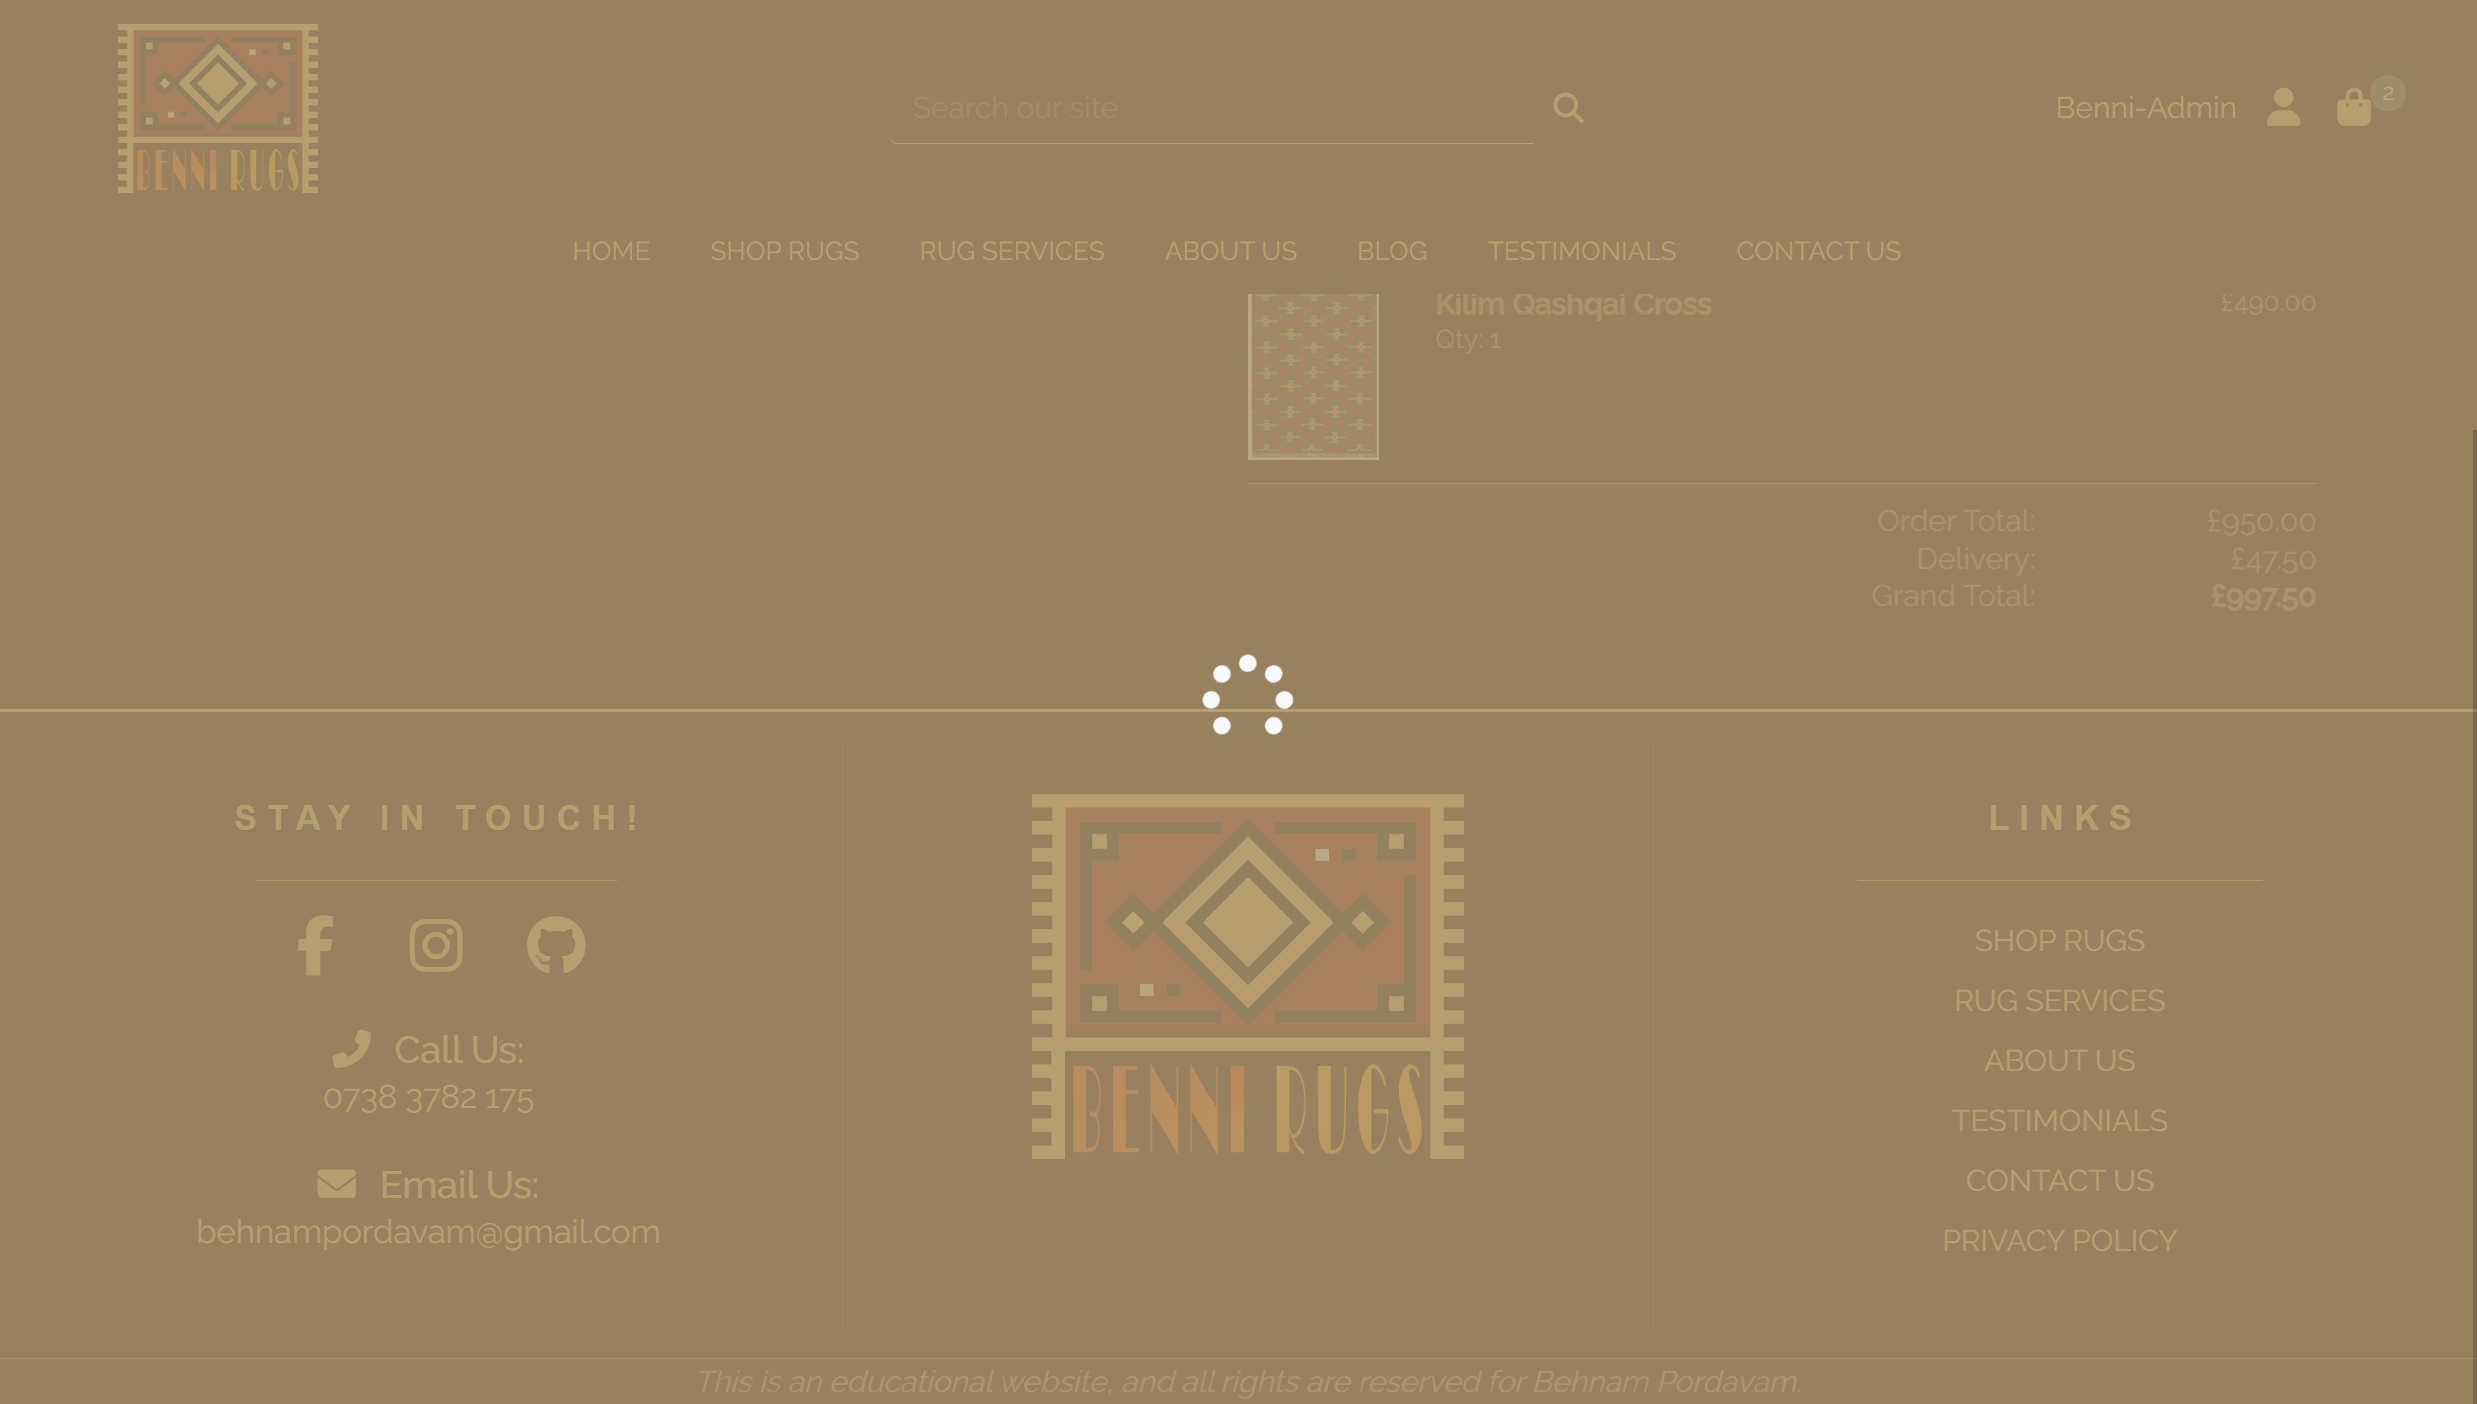 BENNI RUGS
Search our site
Benni-Admin
2
HOME SHOP RUGS RUG SERVICES ABOUT US BLOG TESTIMONIALS CONTACT US
Kilim Qashqai Cross £490.00
Qty: 1
Order Total: £950.00
Delivery: £47.50
Grand Total: £997.50
STAY IN TOUCH!
Call Us:
0738 3782 175
Email Us:
behnampordavam@gmail.com
BENNI RUGS
LINKS
SHOP RUGS
RUG SERVICES
ABOUT US
TESTIMONIALS
CONTACT US
PRIVACY POLICY
This is an educational website, and all rights are reserved for Behnam Pordavam.